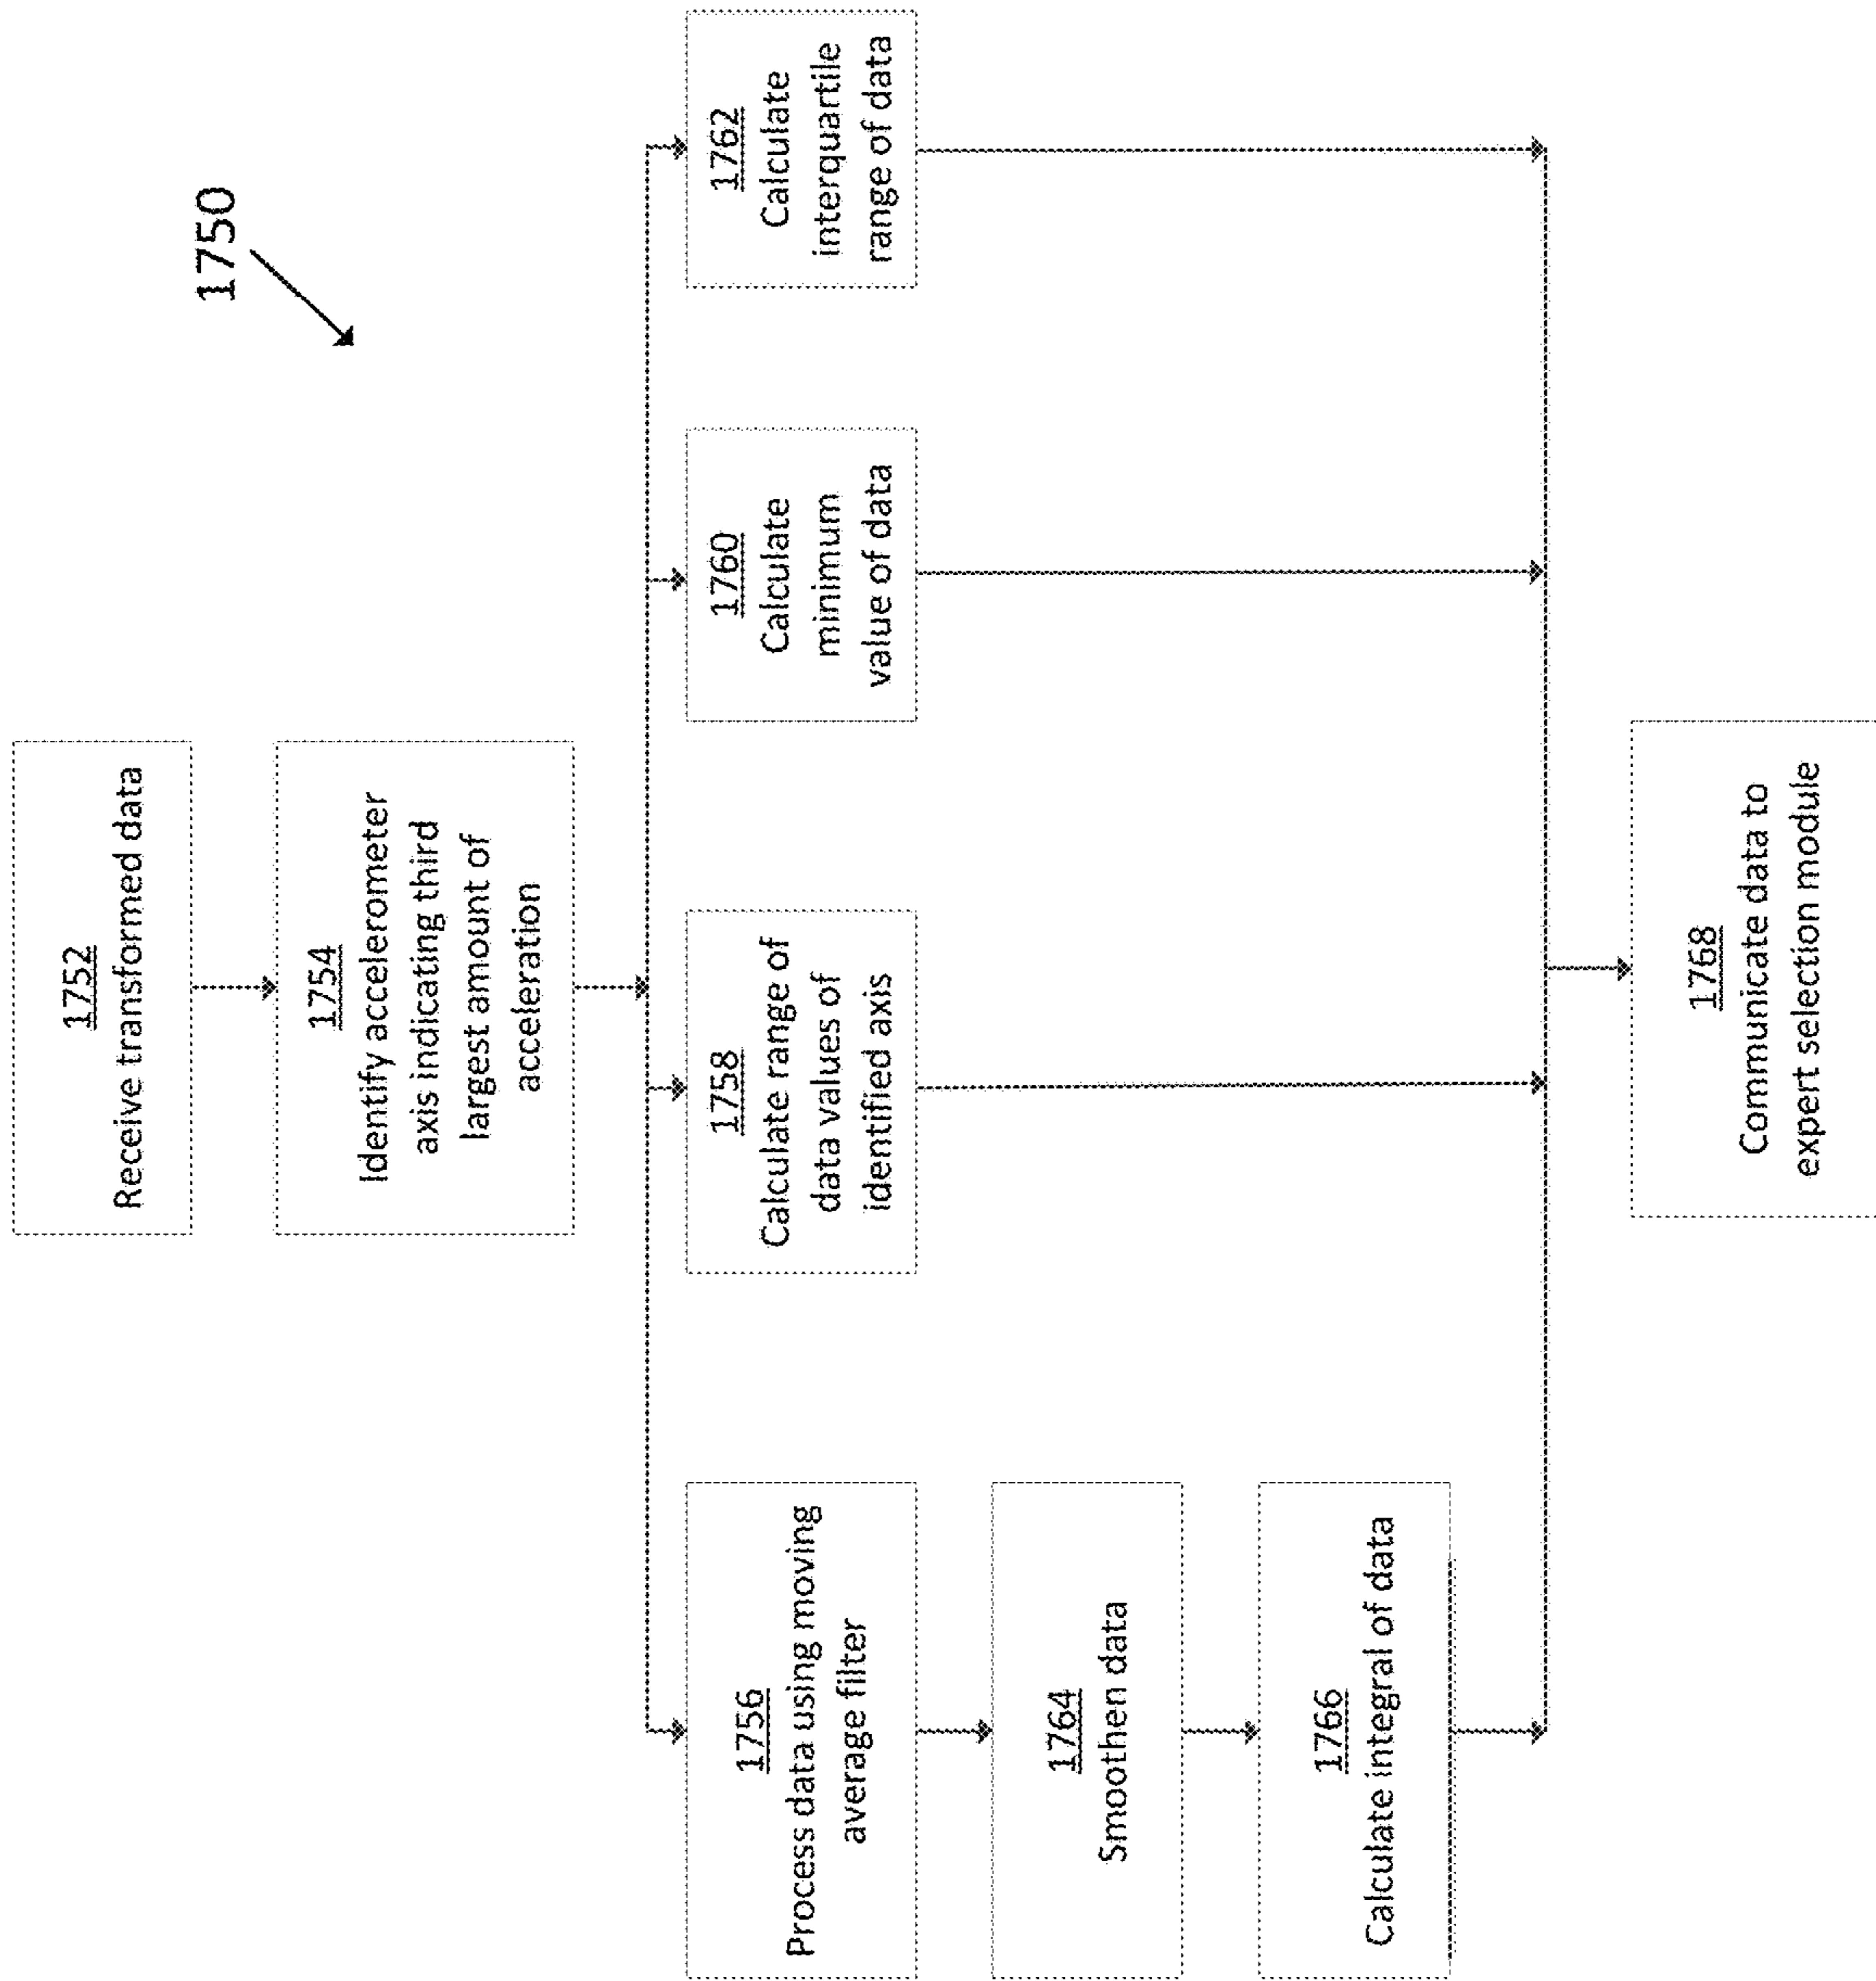 1750
1752
Receive transformed data
1754
Identify accelerometer
axis indicating third
largest amount of
acceleration
1756
Process data using moving
average filter
1758
Calculate range of
data values of
identified axis
1760
Calculate
minimum
value of data
1762
Calculate
interquartile
range of data
1764
Smoothen data
1766
Calculate integral of data
1768
Communicate data to
expert selection module